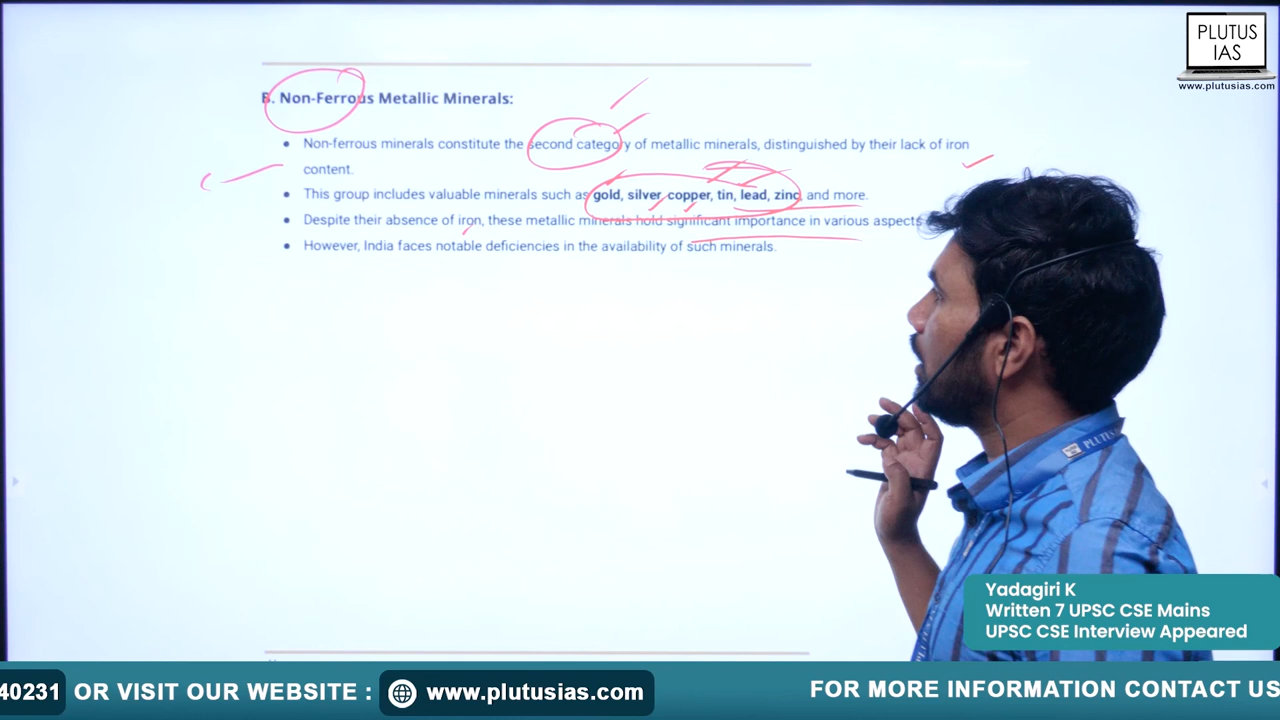 PLUTUS
IAS
www.plutusias.com
B. Non-Ferrous Metallic Minerals:
• Non-ferrous minerals constitute the second category of metallic minerals, distinguished by their lack of iron
content.
• This group includes valuable minerals such as gold, silver, copper, tin, lead, zinc, and more.
• Despite their absence of iron, these metallic minerals hold significant importance in various aspects
• However, India faces notable deficiencies in the availability of such minerals.
PLUTUS
Yadagiri K
Written 7 UPSC CSE Mains
UPSC CSE Interview Appeared
40231 OR VISIT OUR WEBSITE : www.plutusias.com FOR MORE INFORMATION CONTACT US